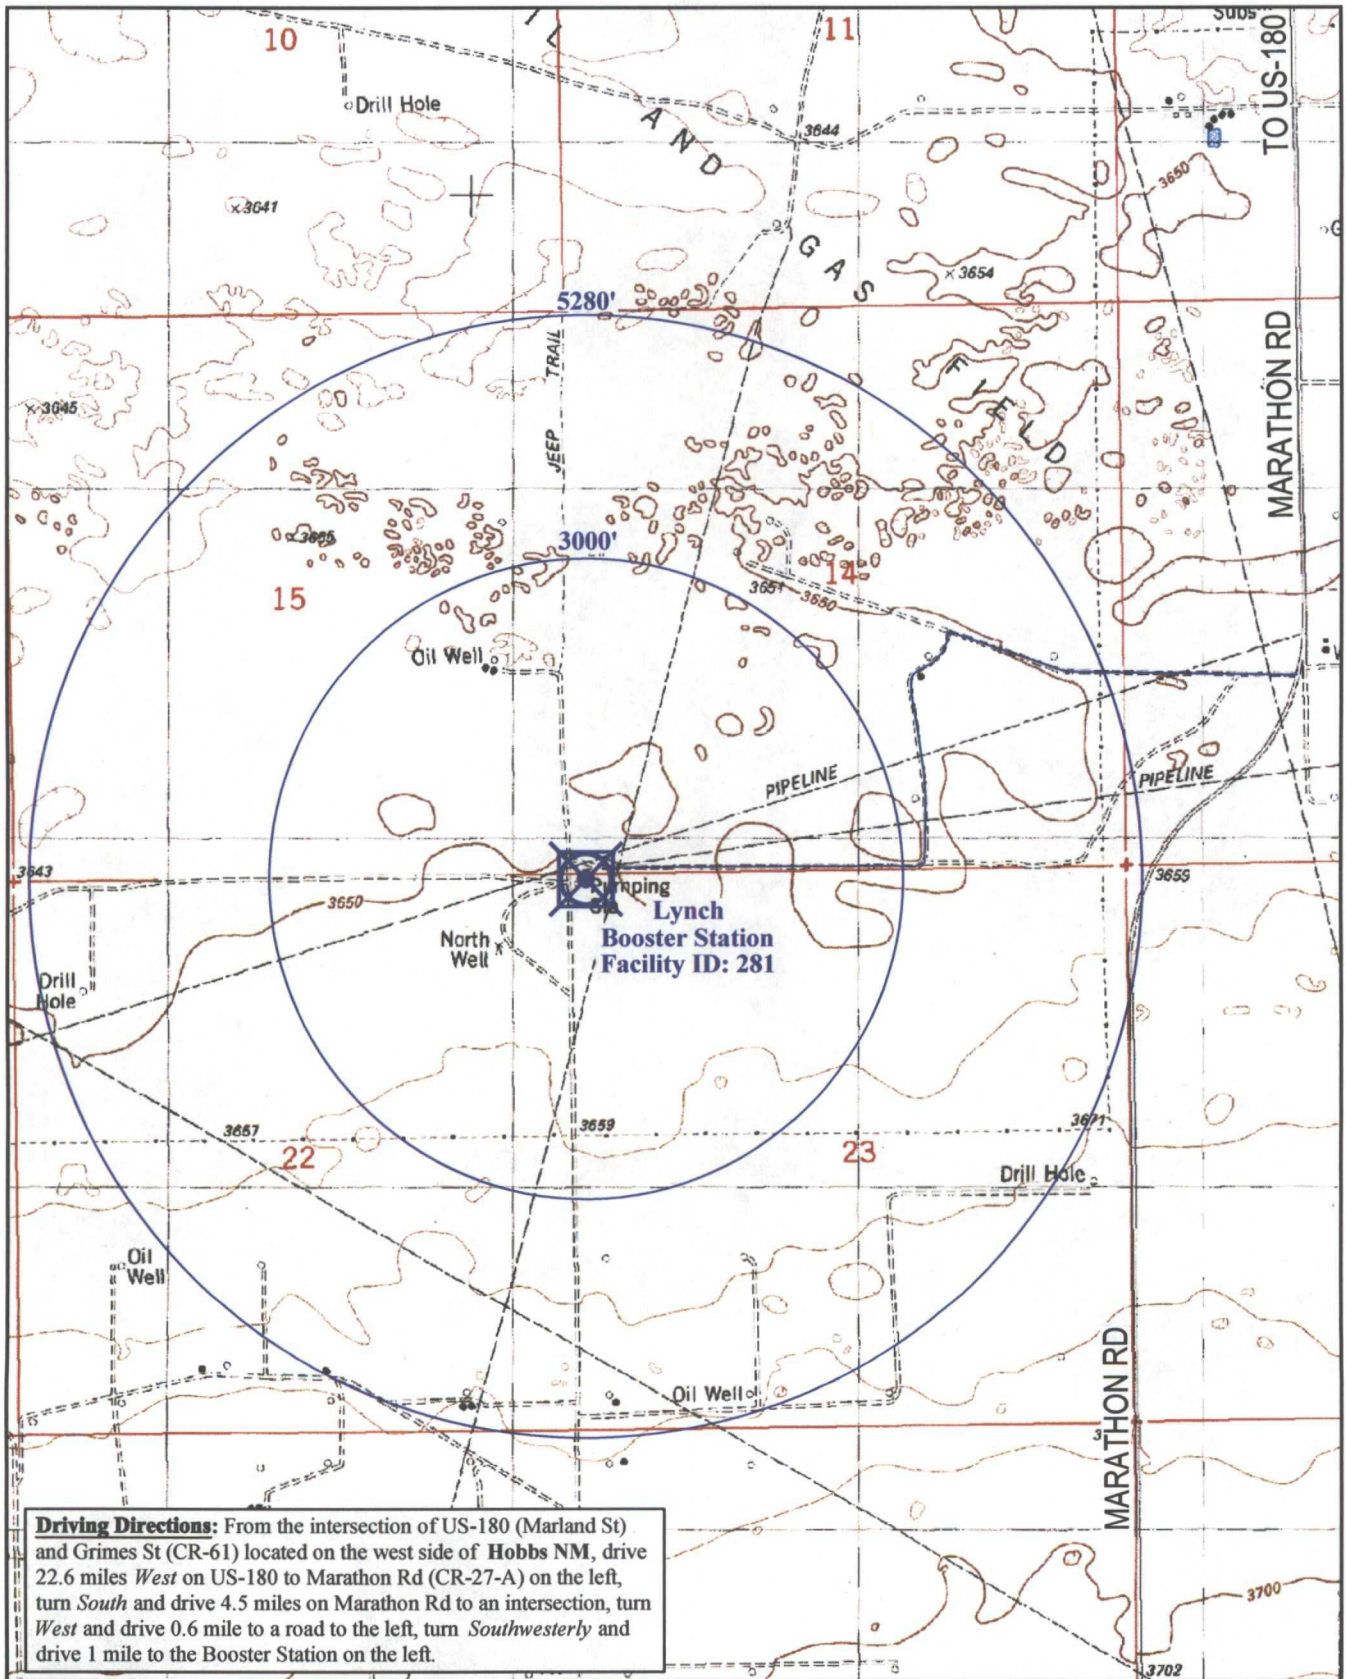 10
11
Subs
IL
Drill Hole
AND
3644
TO US-180
3641
3650
GAS
3654
5280'
TRAIL
FIELD
MARATHON RD
3645
JEEP
3000'
14
15
3651
3650
Oil Well
PIPELINE
PIPELINE
3643
Pumping
3650
3659
Lynch
North
Well
Booster Station
Drill
Hole
Facility ID: 281
3657
3659
3671
22
23
Drill Hole
Oil
Well
Oil Well
MARATHON RD
3700
3702
Driving Directions: From the intersection of US-180 (Marland St)
and Grimes St (CR-61) located on the west side of Hobbs NM, drive
22.6 miles West on US-180 to Marathon Rd (CR-27-A) on the left,
turn South and drive 4.5 miles on Marathon Rd to an intersection, turn
West and drive 0.6 mile to a road to the left, turn Southwesterly and
drive 1 mile to the Booster Station on the left.